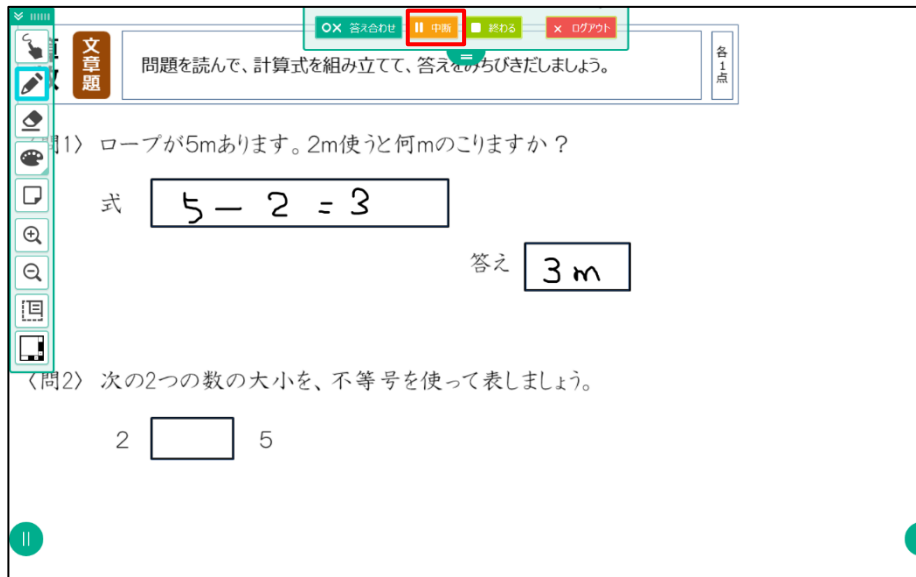 OX 答え合わせ 中断 終わる × ログアウト
文章題
問題を読んで、計算式を組み立てて、答えをみちびきだしましょう。
各1点
問1〉 ロープが5mあります。2m使うと何mのこりますか？
式 5 - 2 = 3
答え 3 m
〈問2〉 次の2つの数の大小を、不等号を使って表しましょう。
2 5